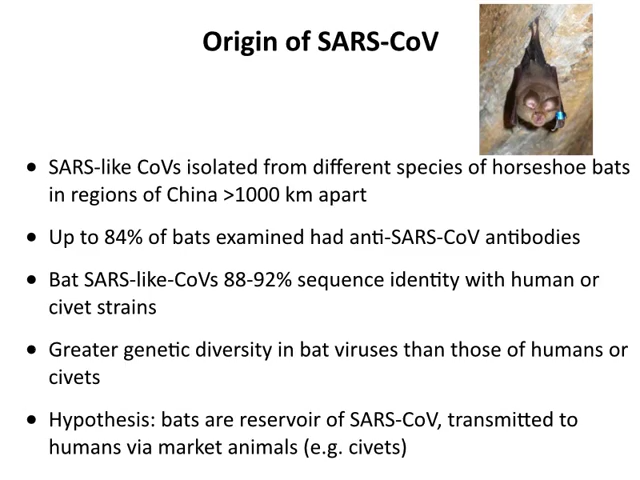 Origin of SARS-CoV
• SARS-like CoVs isolated from different species of horseshoe bats
in regions of China >1000 km apart
• Up to 84% of bats examined had anti-SARS-CoV antibodies
• Bat SARS-like-CoVs 88-92% sequence identity with human or
civet strains
• Greater genetic diversity in bat viruses than those of humans or
civets
• Hypothesis: bats are reservoir of SARS-CoV, transmitted to
humans via market animals (e.g. civets)